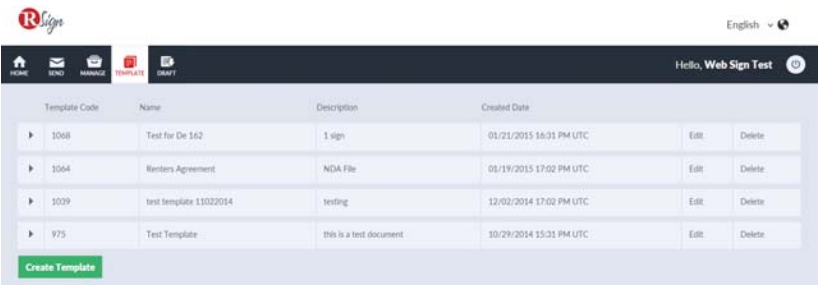 RSign
English
HOME SEND MANAGE TEMPLATE DRAFT Hello, Web Sign Test
Template Code Name Description Created Date
1068 Test for De 162 1 sign 01/21/2015 16:31 PM UTC Edit Delete
1064 Renters Agreement NDA File 01/19/2015 17:02 PM UTC Edit Delete
1039 test template 11022014 testing 12/02/2014 17:02 PM UTC Edit Delete
975 Test Template this is a test document 10/29/2014 15:31 PM UTC Edit Delete
Create Template